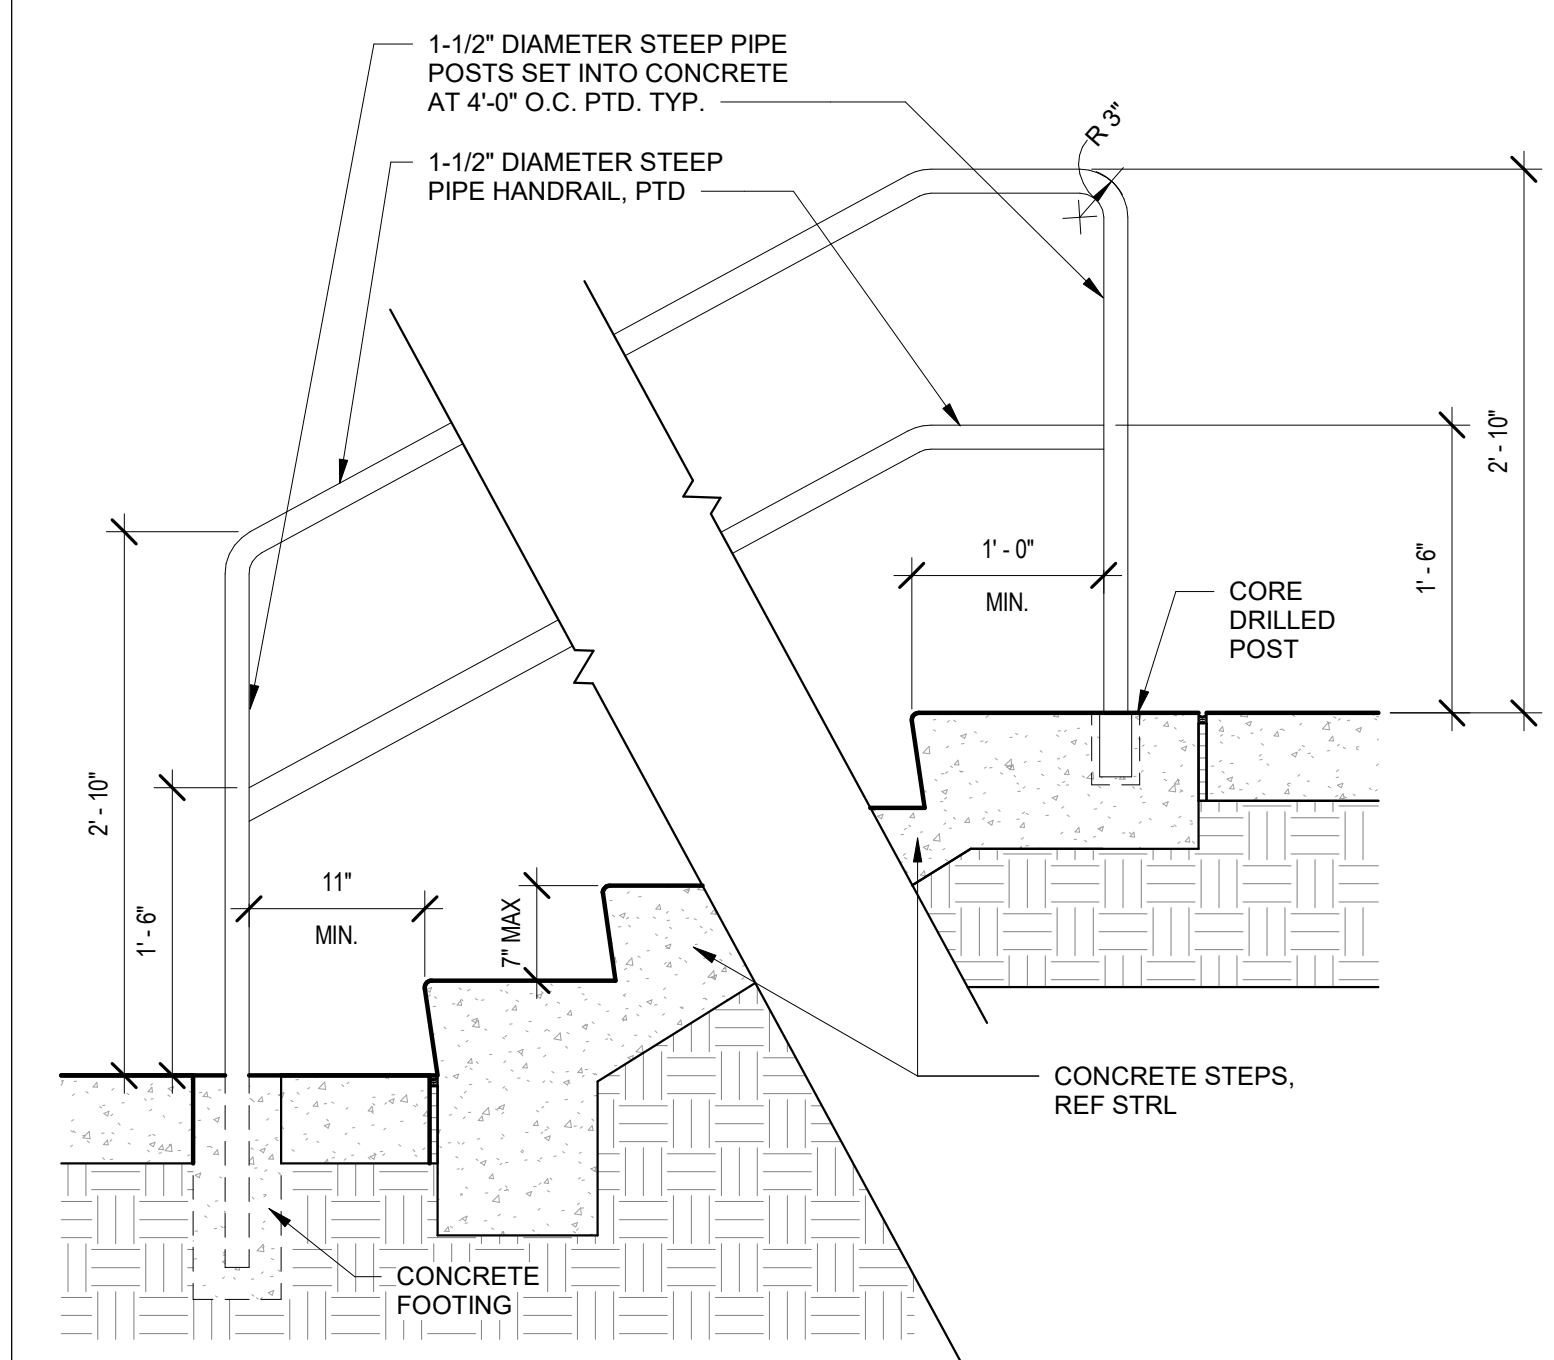 1-1/2" DIAMETER STEEP PIPE
POSTS SET INTO CONCRETE
AT 4'-0" O.C. PTD. TYP.
1-1/2" DIAMETER STEEP
PIPE HANDRAIL, PTD
R 3"
2' - 10"
1' - 6"
1' - 0"
MIN.
CORE
DRILLED
POST
2' - 10"
1' - 6"
11"
MIN.
7" MAX
CONCRETE STEPS,
REF STRL
CONCRETE
FOOTING